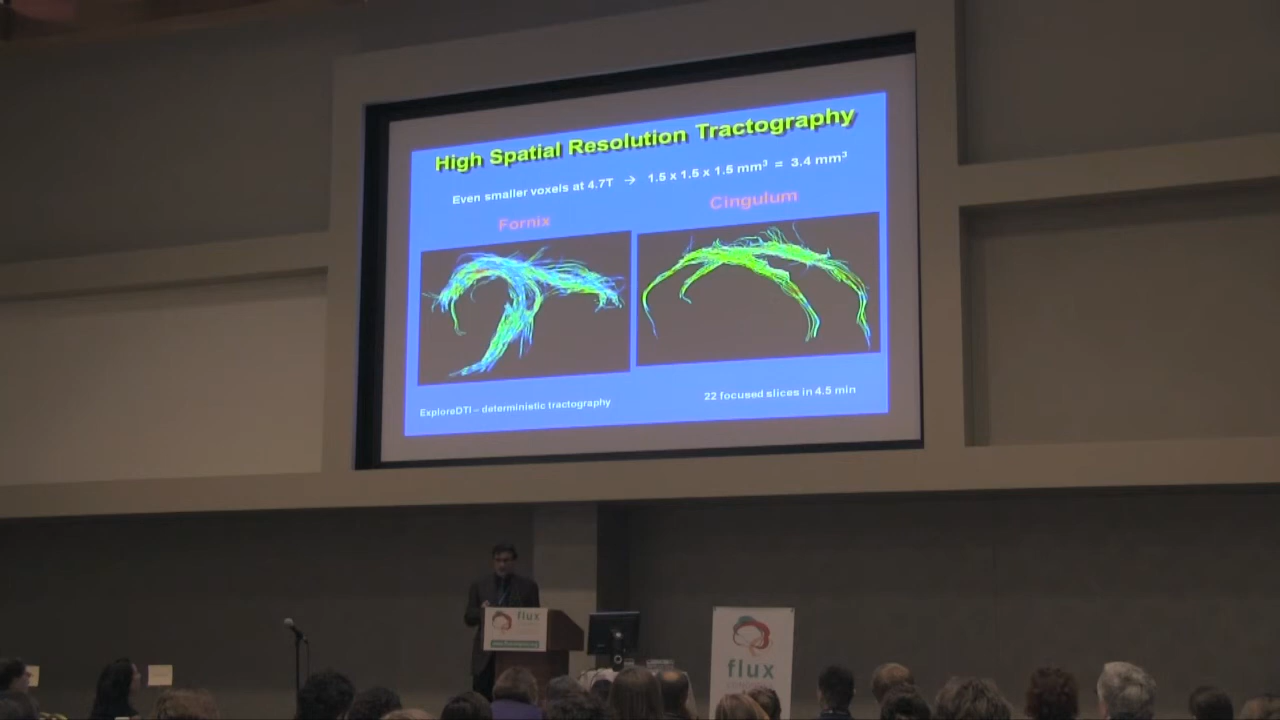 High Spatial Resolution Tractography
Even smaller voxels at 4.7T → 1.5 x 1.5 x 1.5 mm³ = 3.4 mm³
Fornix
Cingulum
ExploreDTI – deterministic tractography
22 focused slices in 4.5 min
flux
flux